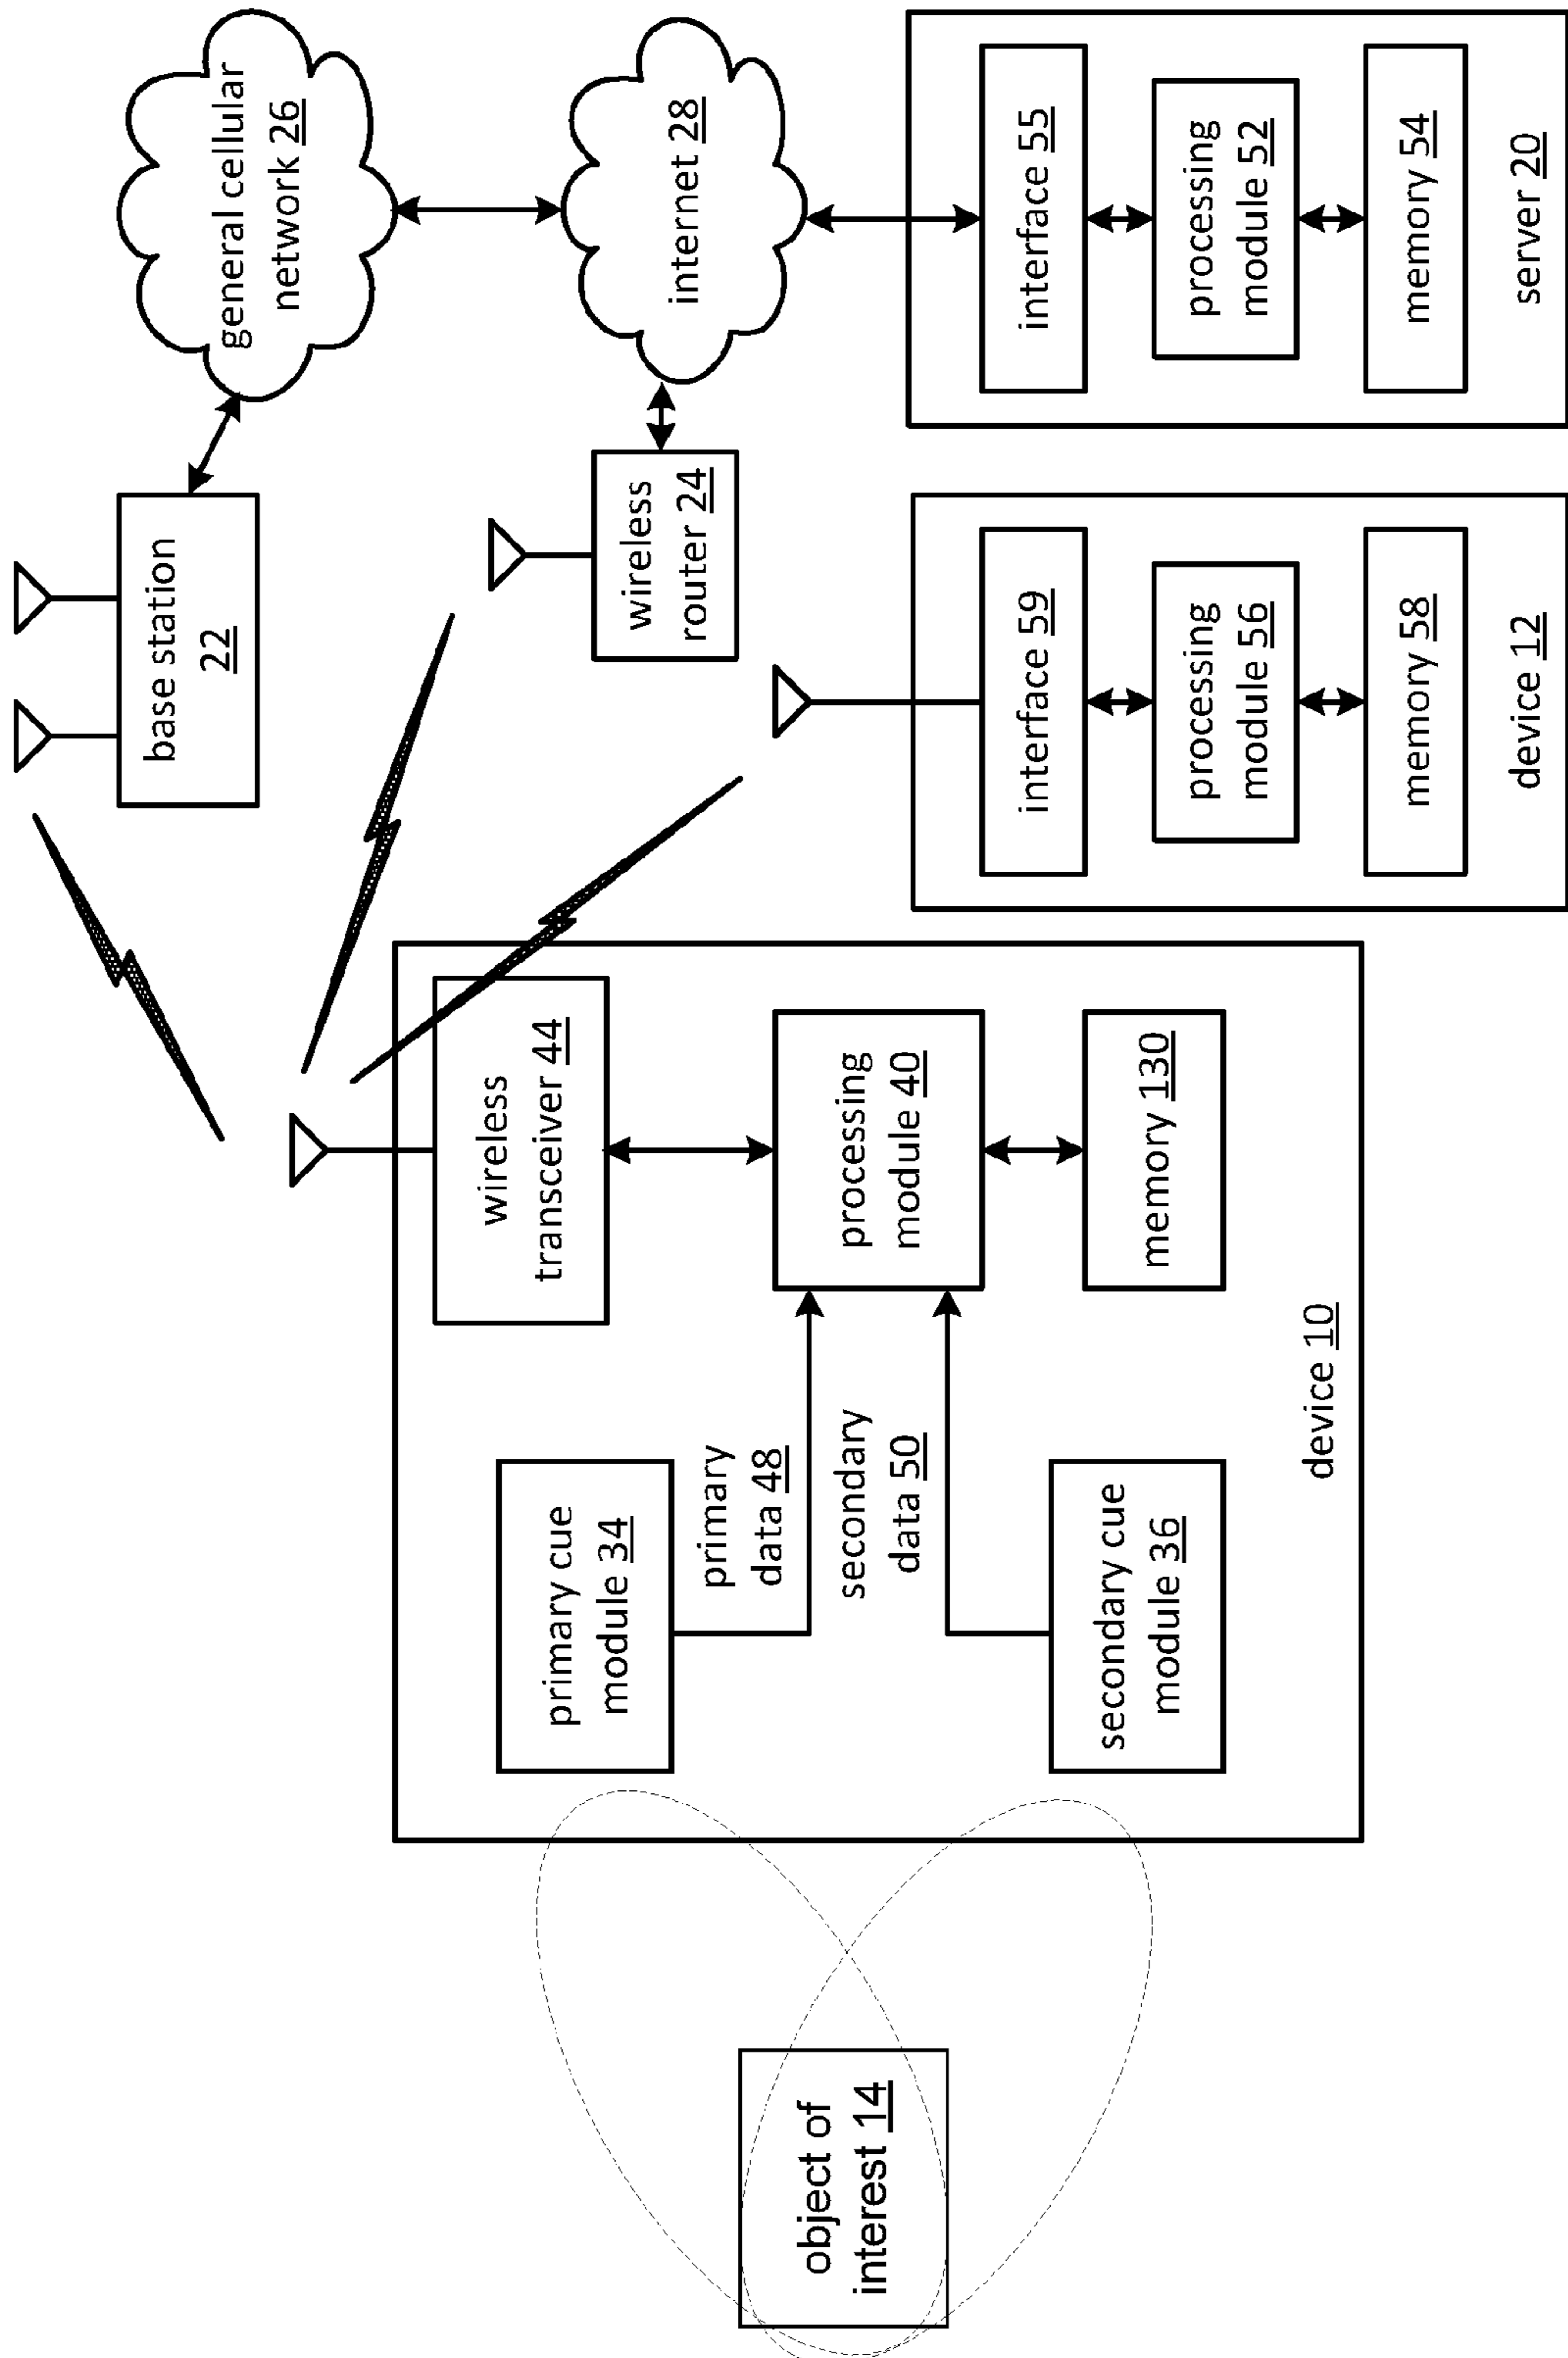 general cellular
network 26
base station
22
internet 28
wireless
router 24
wireless
transceiver 44
primary cue
module 34
primary
data 48
processing
module 40
secondary
data 50
secondary cue
module 36
memory 130
device 10
object of
interest 14
interface 59
processing
module 56
memory 58
device 12
interface 55
processing
module 52
memory 54
server 20